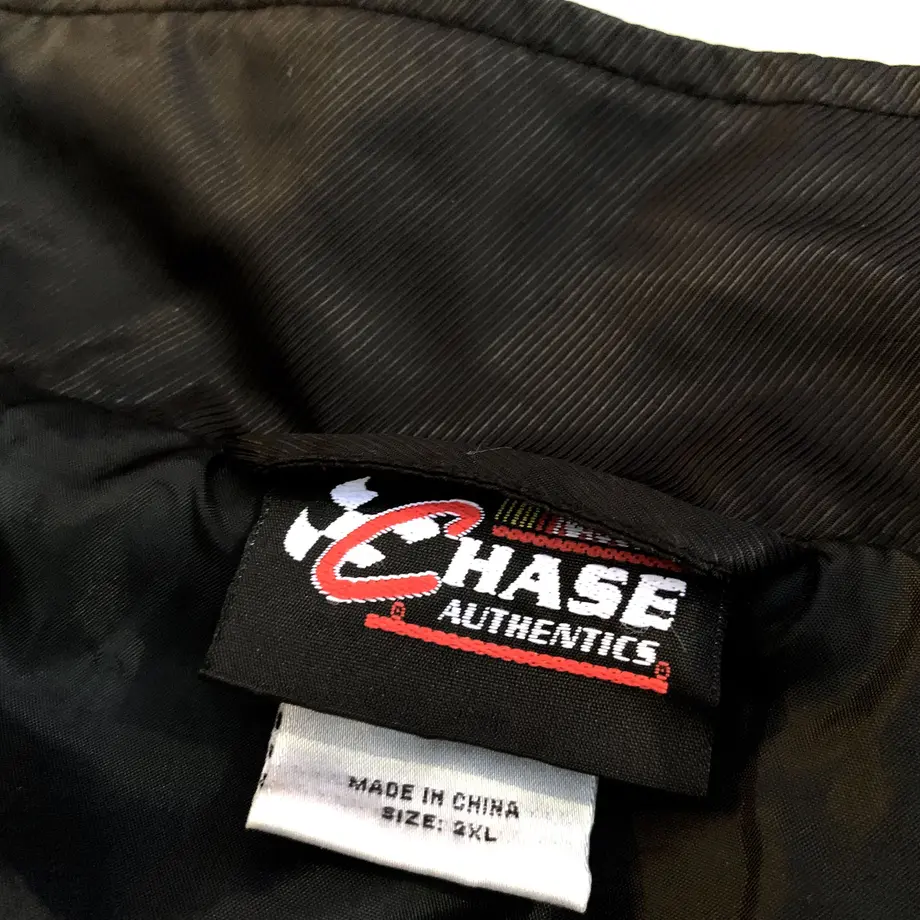 CHASE
AUTHENTICS
MADE IN CHINA
SIZE: 2XL